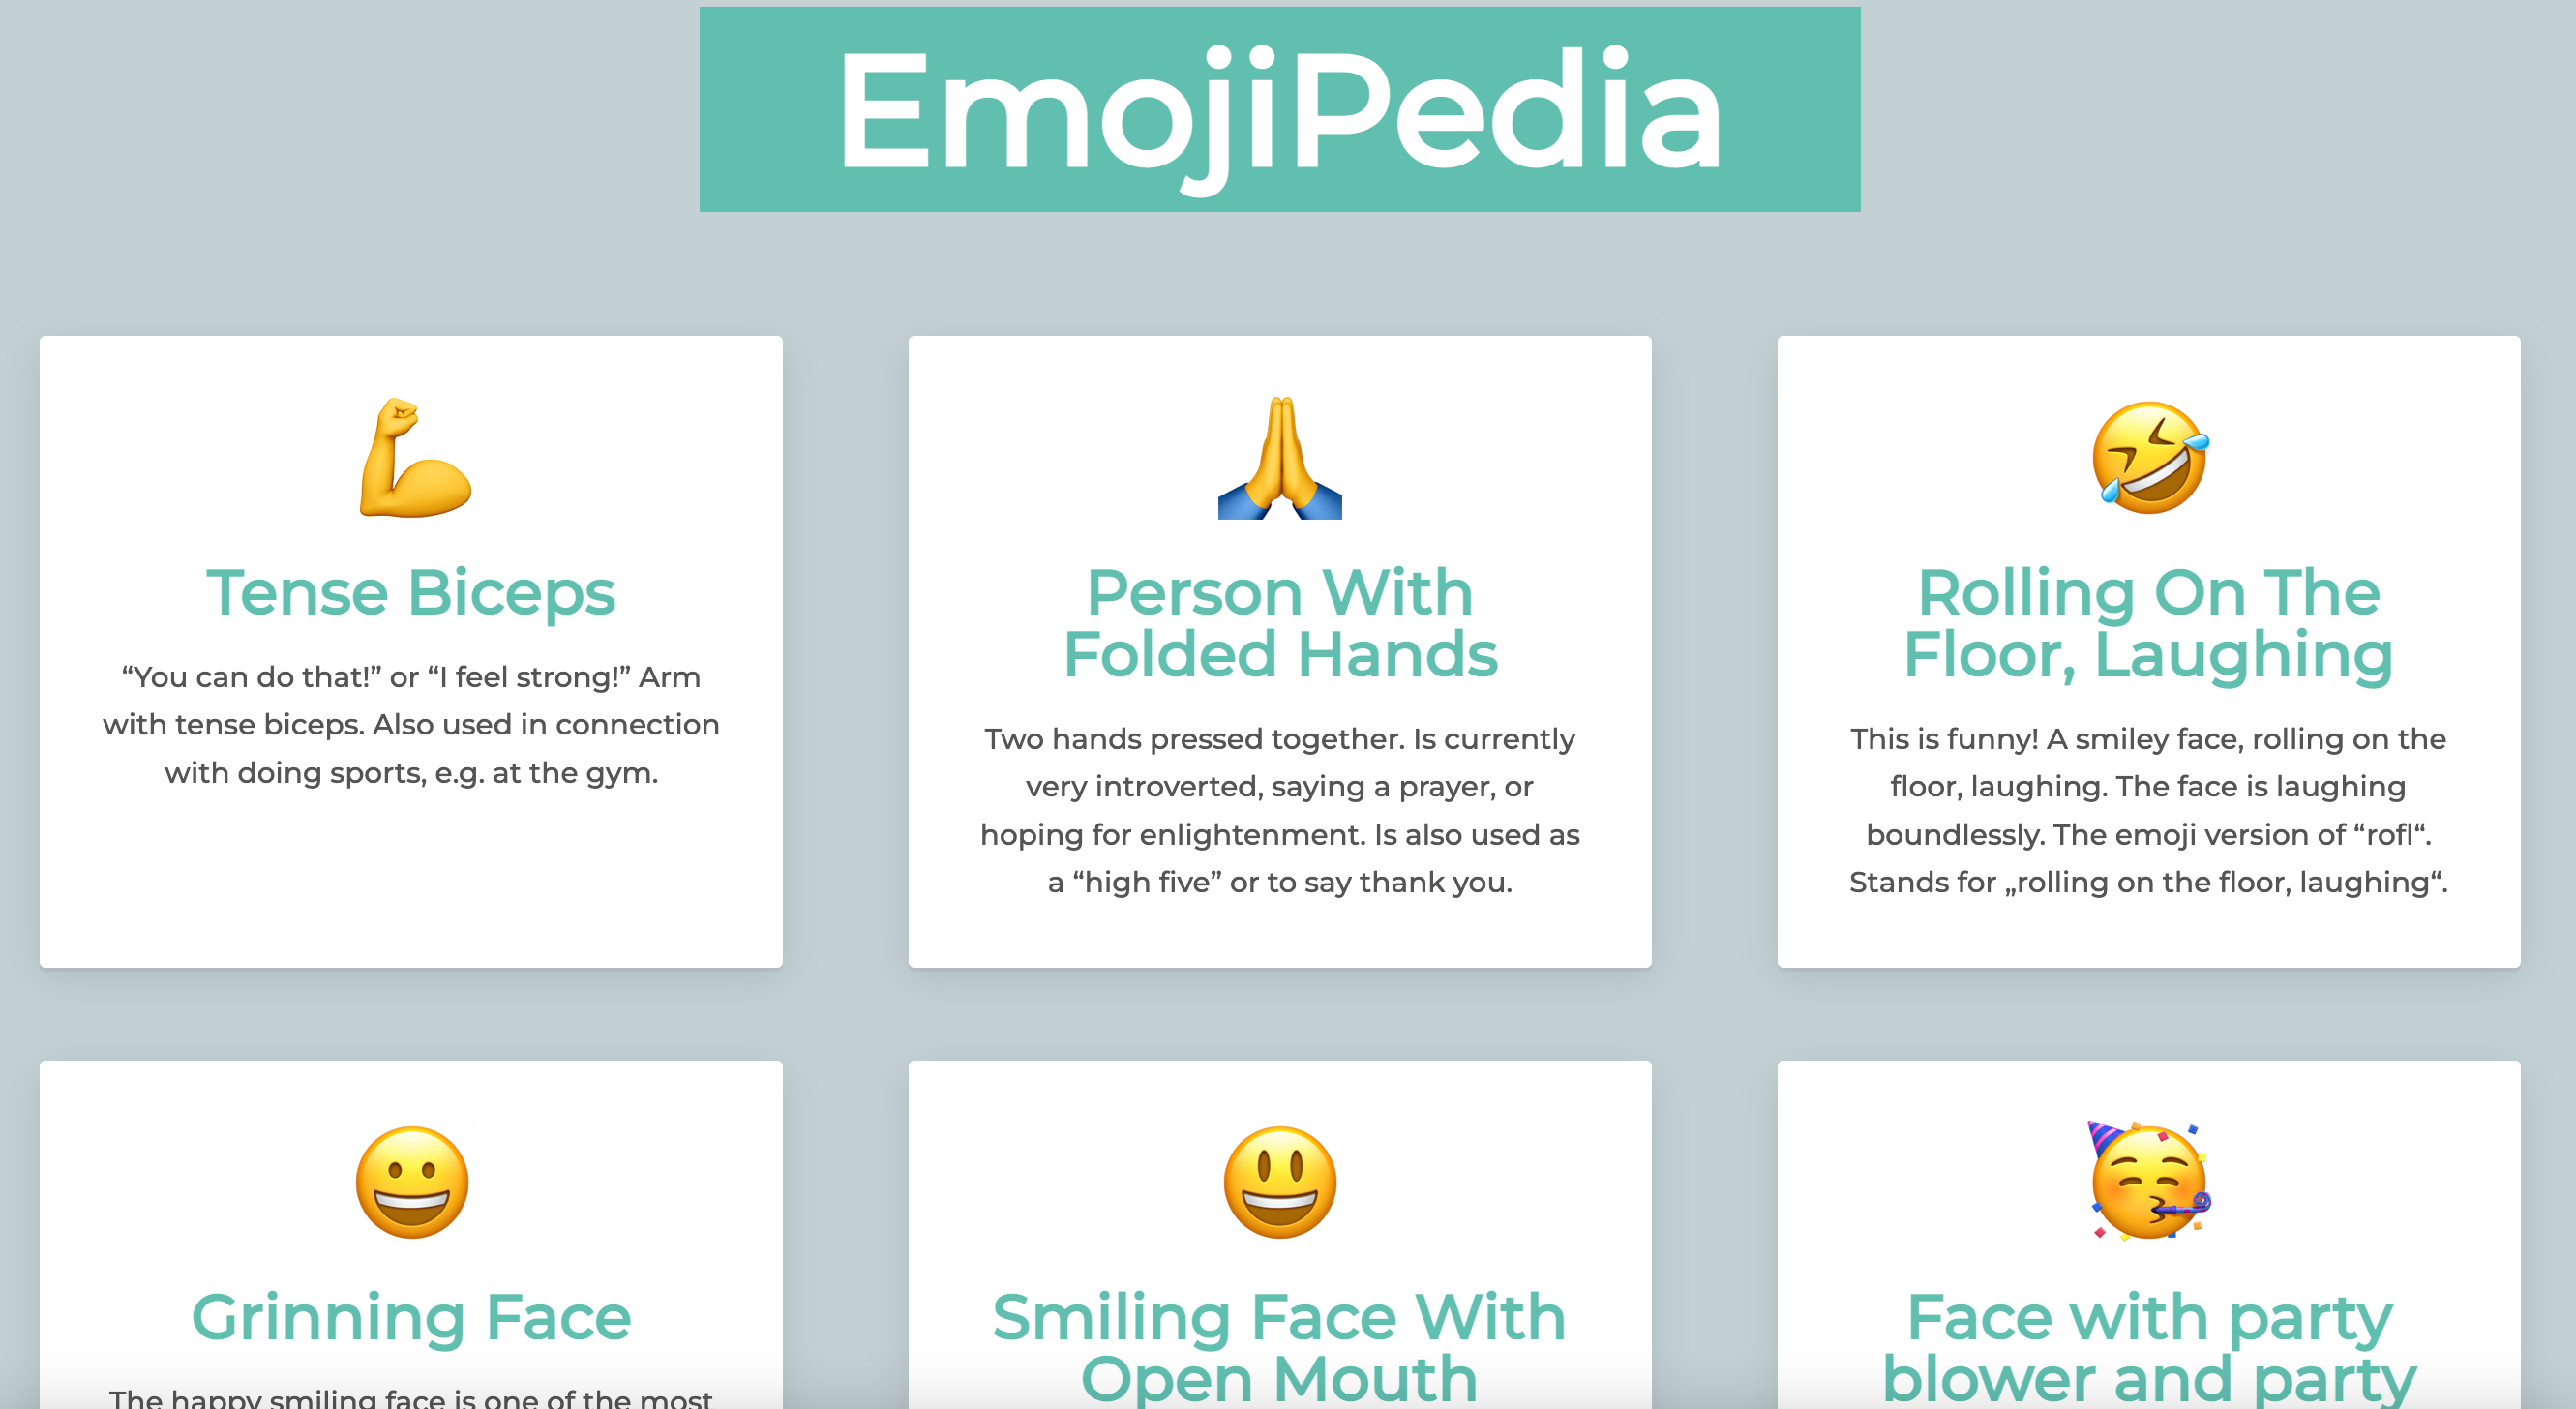 EmojiPedia
Tense Biceps
“You can do that!” or “I feel strong!” Arm
with tense biceps. Also used in connection
with doing sports, e.g. at the gym.
Person With
Folded Hands
Two hands pressed together. Is currently
very introverted, saying a prayer, or
hoping for enlightenment. Is also used as
a “high five” or to say thank you.
Rolling On The
Floor, Laughing
This is funny! A smiley face, rolling on the
floor, laughing. The face is laughing
boundlessly. The emoji version of “rofl“.
Stands for „rolling on the floor, laughing“.
Grinning Face
The happy smiling face is one of the most
Smiling Face With
Open Mouth
Face with party
blower and party